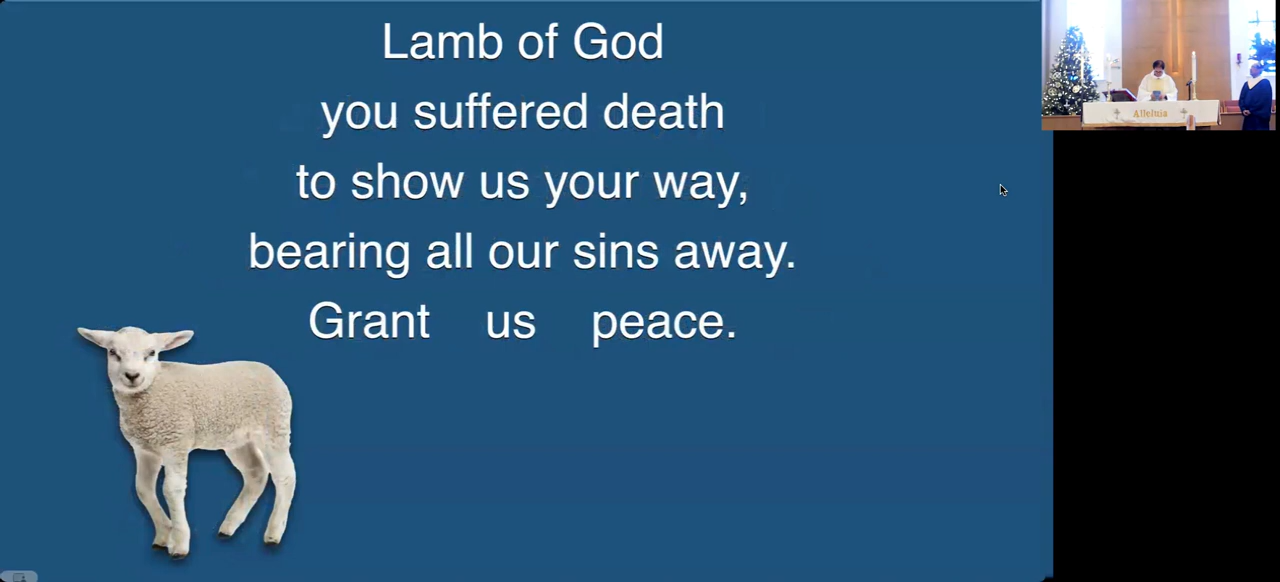 Lamb of God
you suffered death
to show us your way,
bearing all our sins away.
Grant us peace.
Alleluia